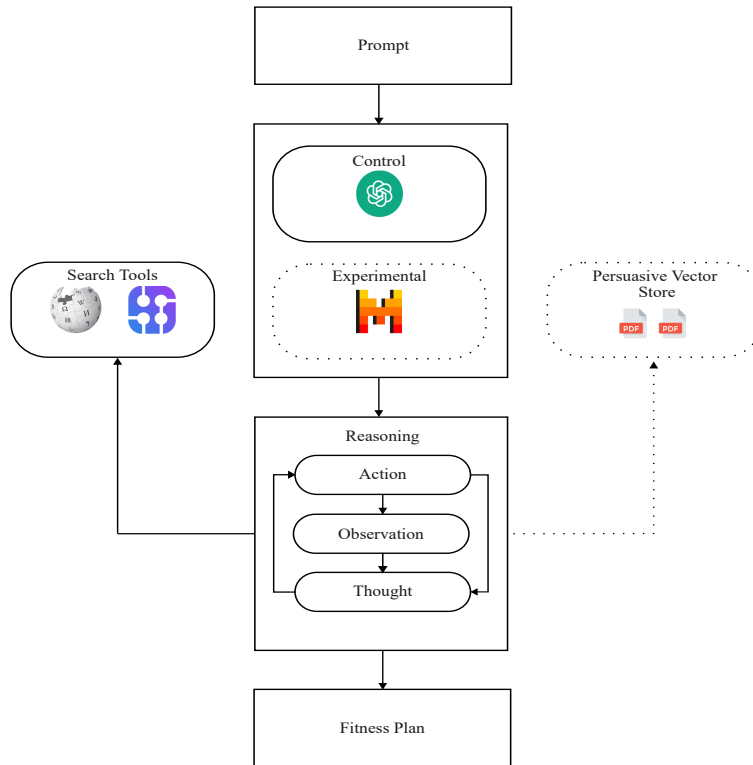 Prompt
Control
Search Tools
Experimental
Persuasive Vector
Store
PDF
PDF
Reasoning
Action
Observation
Thought
Fitness Plan